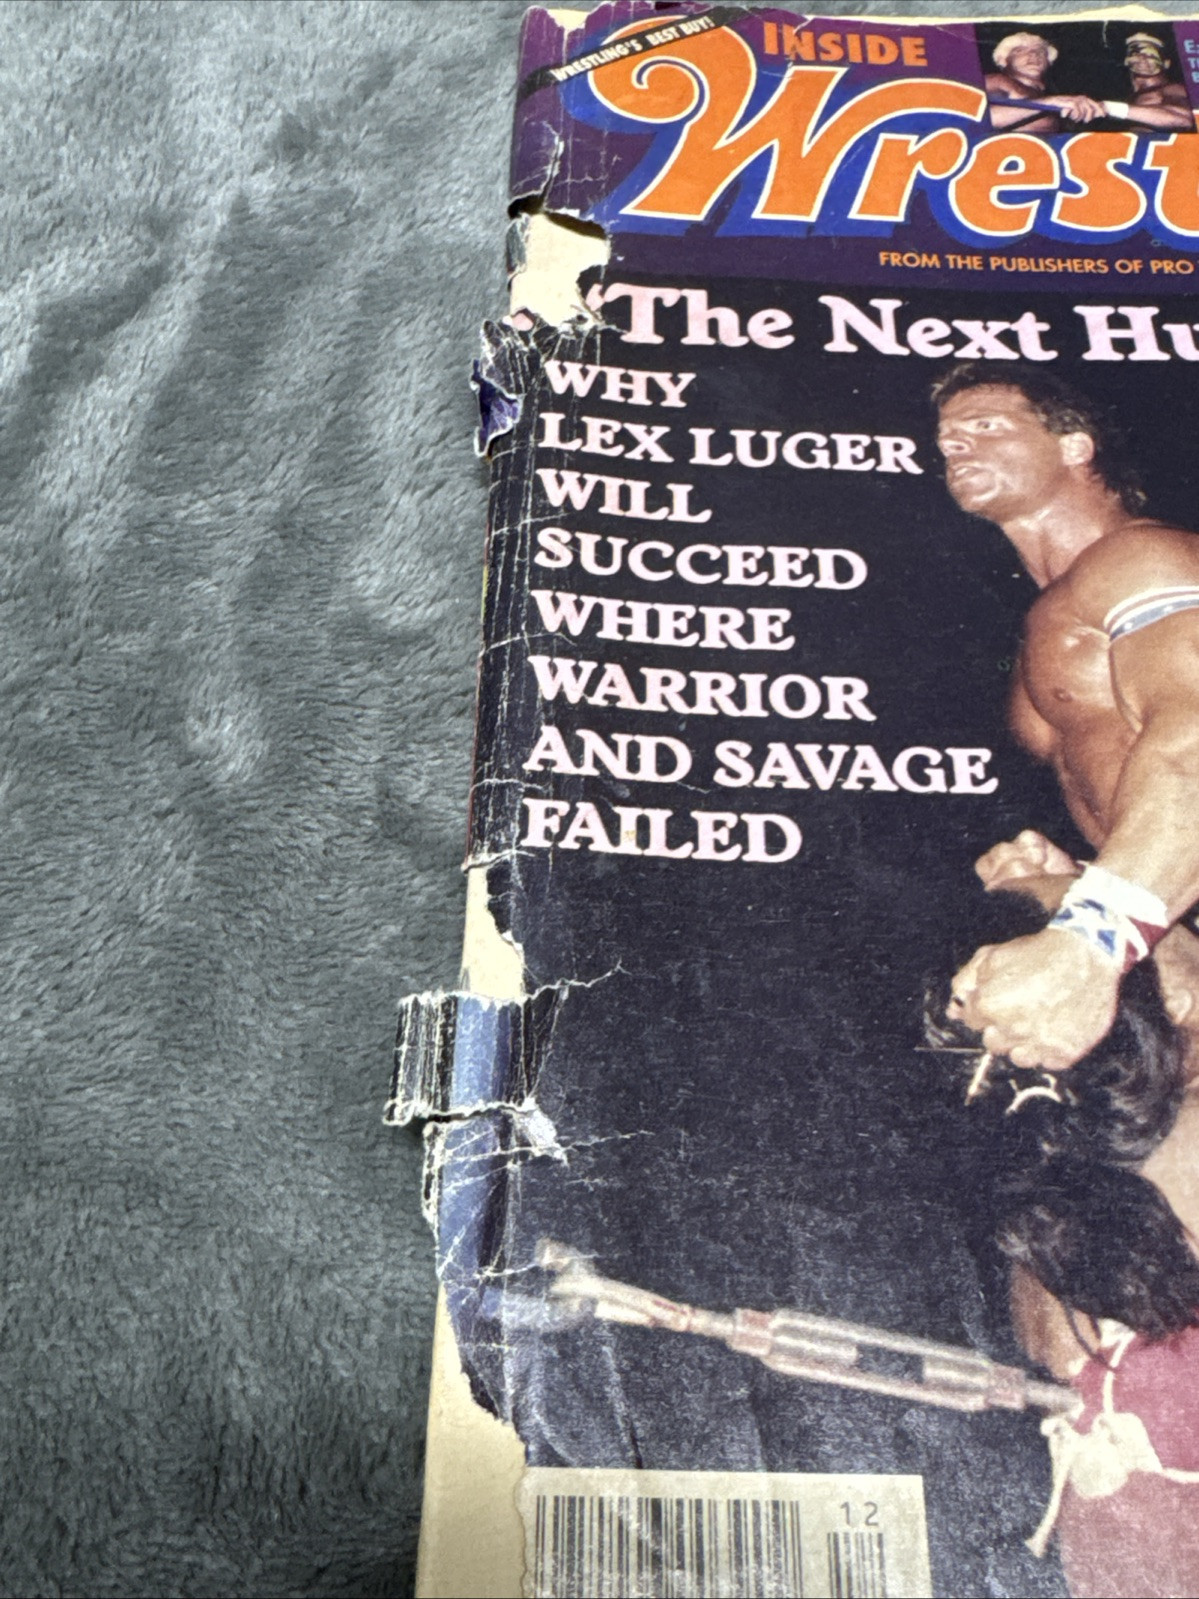 WRESTLING'S BEST BUY!
INSIDE
Wrest
FROM THE PUBLISHERS OF PRO
"The Next Hu
WHY
LEX LUGER
WILL
SUCCEED
WHERE
WARRIOR
AND SAVAGE
FAILED
12